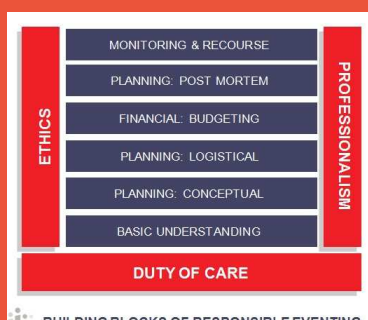 MONITORING & RECOURSE
PLANNING: POST MORTEM
FINANCIAL: BUDGETING
PLANNING: LOGISTICAL
PLANNING: CONCEPTUAL
BASIC UNDERSTANDING
ETHICS
PROFESSIONALISM
DUTY OF CARE
BUILDING BLOCKS OF RESPONSIBLE EVENTING